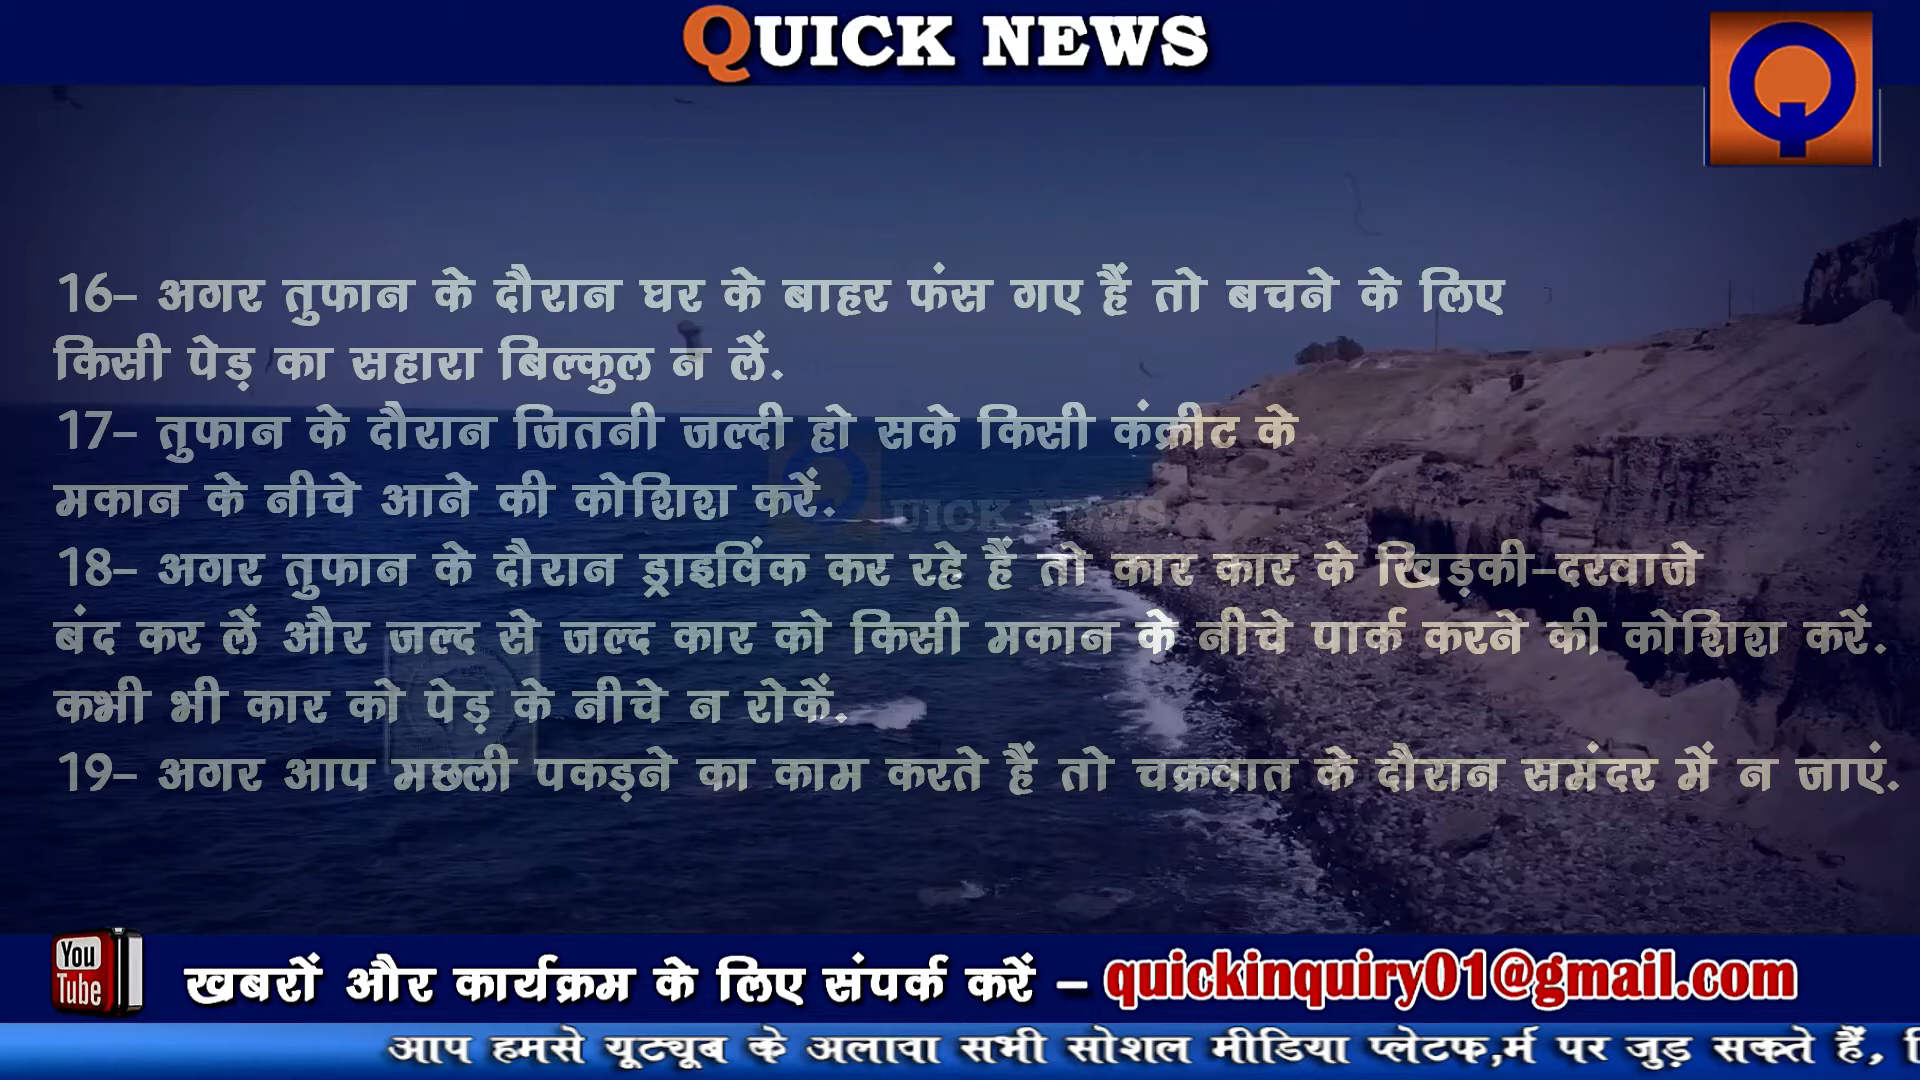 QUICK NEWS
16- अगर तुफान के दौरान घर के बाहर फंस गए हैं तो बचने के लिए
किसी पेड़ का सहारा बिल्कुल न लें.
17- तुफान के दौरान जितनी जल्दी हो सके किसी कंक्रीट के
मकान के नीचे आने की कोशिश करें.
QUICK NEWS
18- अगर तुफान के दौरान ड्राइविंक कर रहे हैं तो कार कार के खिड़की-दरवाजे
बंद कर लें और जल्द से जल्द कार को किसी मकान के नीचे पार्क करने की कोशिश करें.
कभी भी कार को पेड़ के नीचे न रोकें.
19- अगर आप मछली पकड़ने का काम करते हैं तो चक्रवात के दौरान समंदर में न जाएं.
You
Tube
खबरों और कार्यक्रम के लिए संपर्क करें – quickinquiry01@gmail.com
आप हमसे यूट्यूब के अलावा सभी सोशल मीडिया प्लेटफ,र्म पर जुड़ सकते हैं,